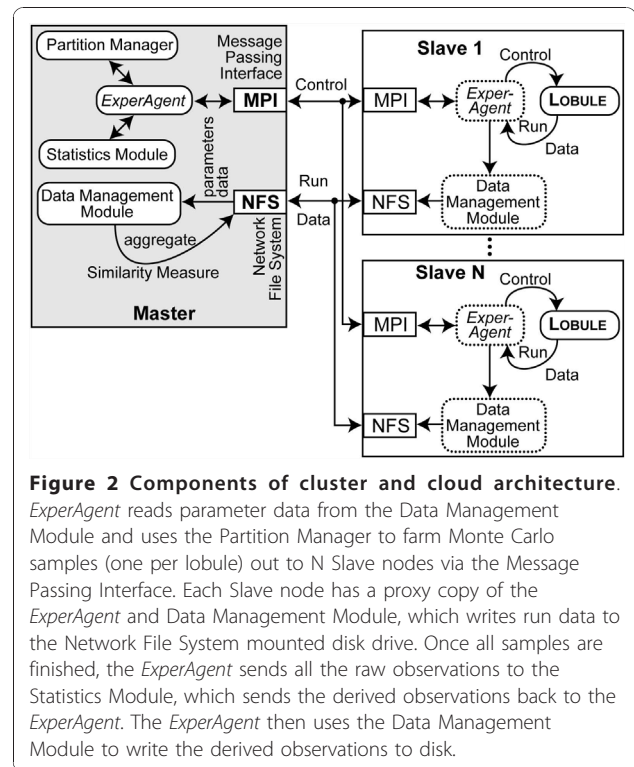 Partition Manager
ExperAgent
Statistics Module
Data Management
Module
aggregate
Similarity Measure
Master
Message
Passing
Interface
MPI
parameters
data
NFS
Network
File System
Control
Run
Data
Slave 1
MPI
Exper-
Agent
Control
LOBULE
Run
Data
NFS
Data
Management
Module
Slave N
MPI
Exper-
Agent
Control
LOBULE
Run
Data
NFS
Data
Management
Module
Figure 2 Components of cluster and cloud architecture.
ExperAgent reads parameter data from the Data Management
Module and uses the Partition Manager to farm Monte Carlo
samples (one per lobule) out to N Slave nodes via the Message
Passing Interface. Each Slave node has a proxy copy of the
ExperAgent and Data Management Module, which writes run data to
the Network File System mounted disk drive. Once all samples are
finished, the ExperAgent sends all the raw observations to the
Statistics Module, which sends the derived observations back to the
ExperAgent. The ExperAgent then uses the Data Management
Module to write the derived observations to disk.